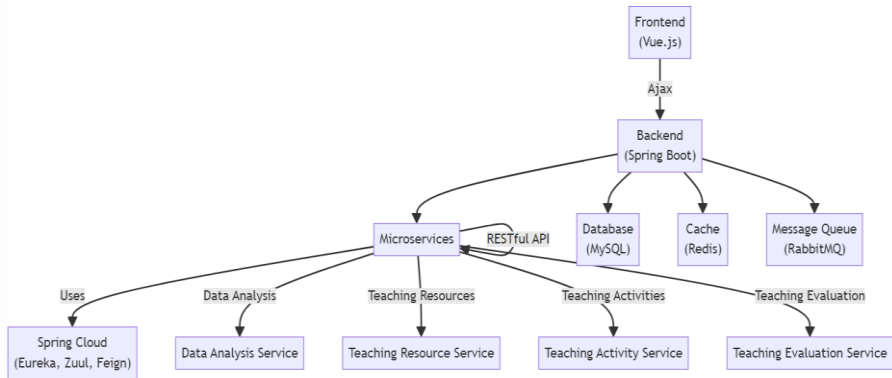 Frontend
(Vue.js)
Ajax
Backend
(Spring Boot)
Microservices
RESTful API
Database
(MySQL)
Cache
(Redis)
Message Queue
(RabbitMQ)
Uses
Data Analysis
Teaching Resources
Teaching Activities
Teaching Evaluation
Spring Cloud
(Eureka, Zuul, Feign)
Data Analysis Service
Teaching Resource Service
Teaching Activity Service
Teaching Evaluation Service